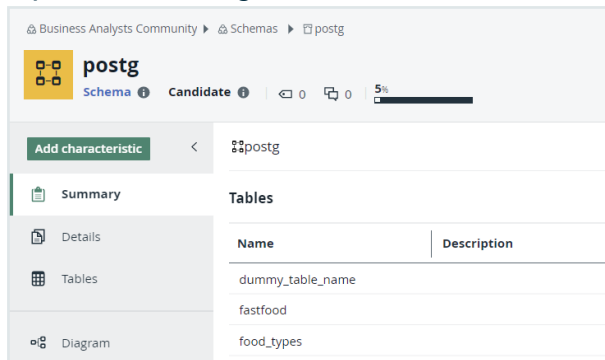 Business Analysts Community Schemas postg
postg
Schema Candidate 0 0 5%
Add characteristic
postg
Summary
Tables
Details
Name Description
Tables
dummy_table_name
fastfood
Diagram
food_types